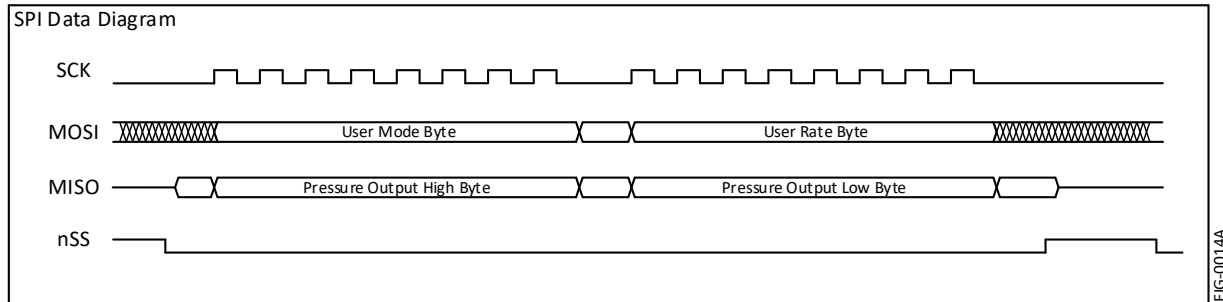 SPI Data Diagram
SCK
MOSI
User Mode Byte
User Rate Byte
MISO
Pressure Output High Byte
Pressure Output Low Byte
nSS
FIG-0014A